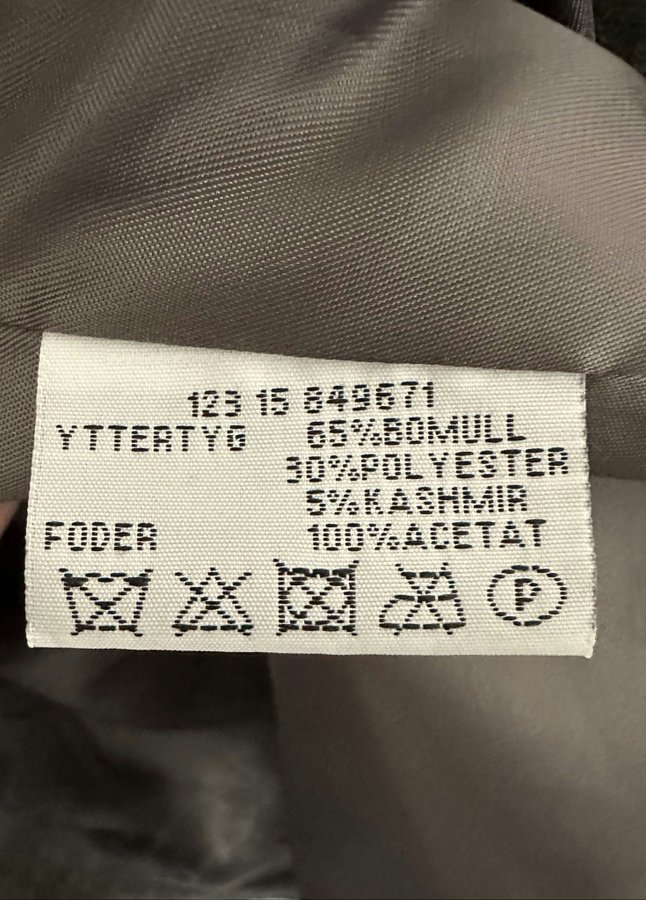 123 15 849671
YTTERTYG 65%BOMULL
30%POLYESTER
5%KASHMIR
FODER 100%ACETAT
P